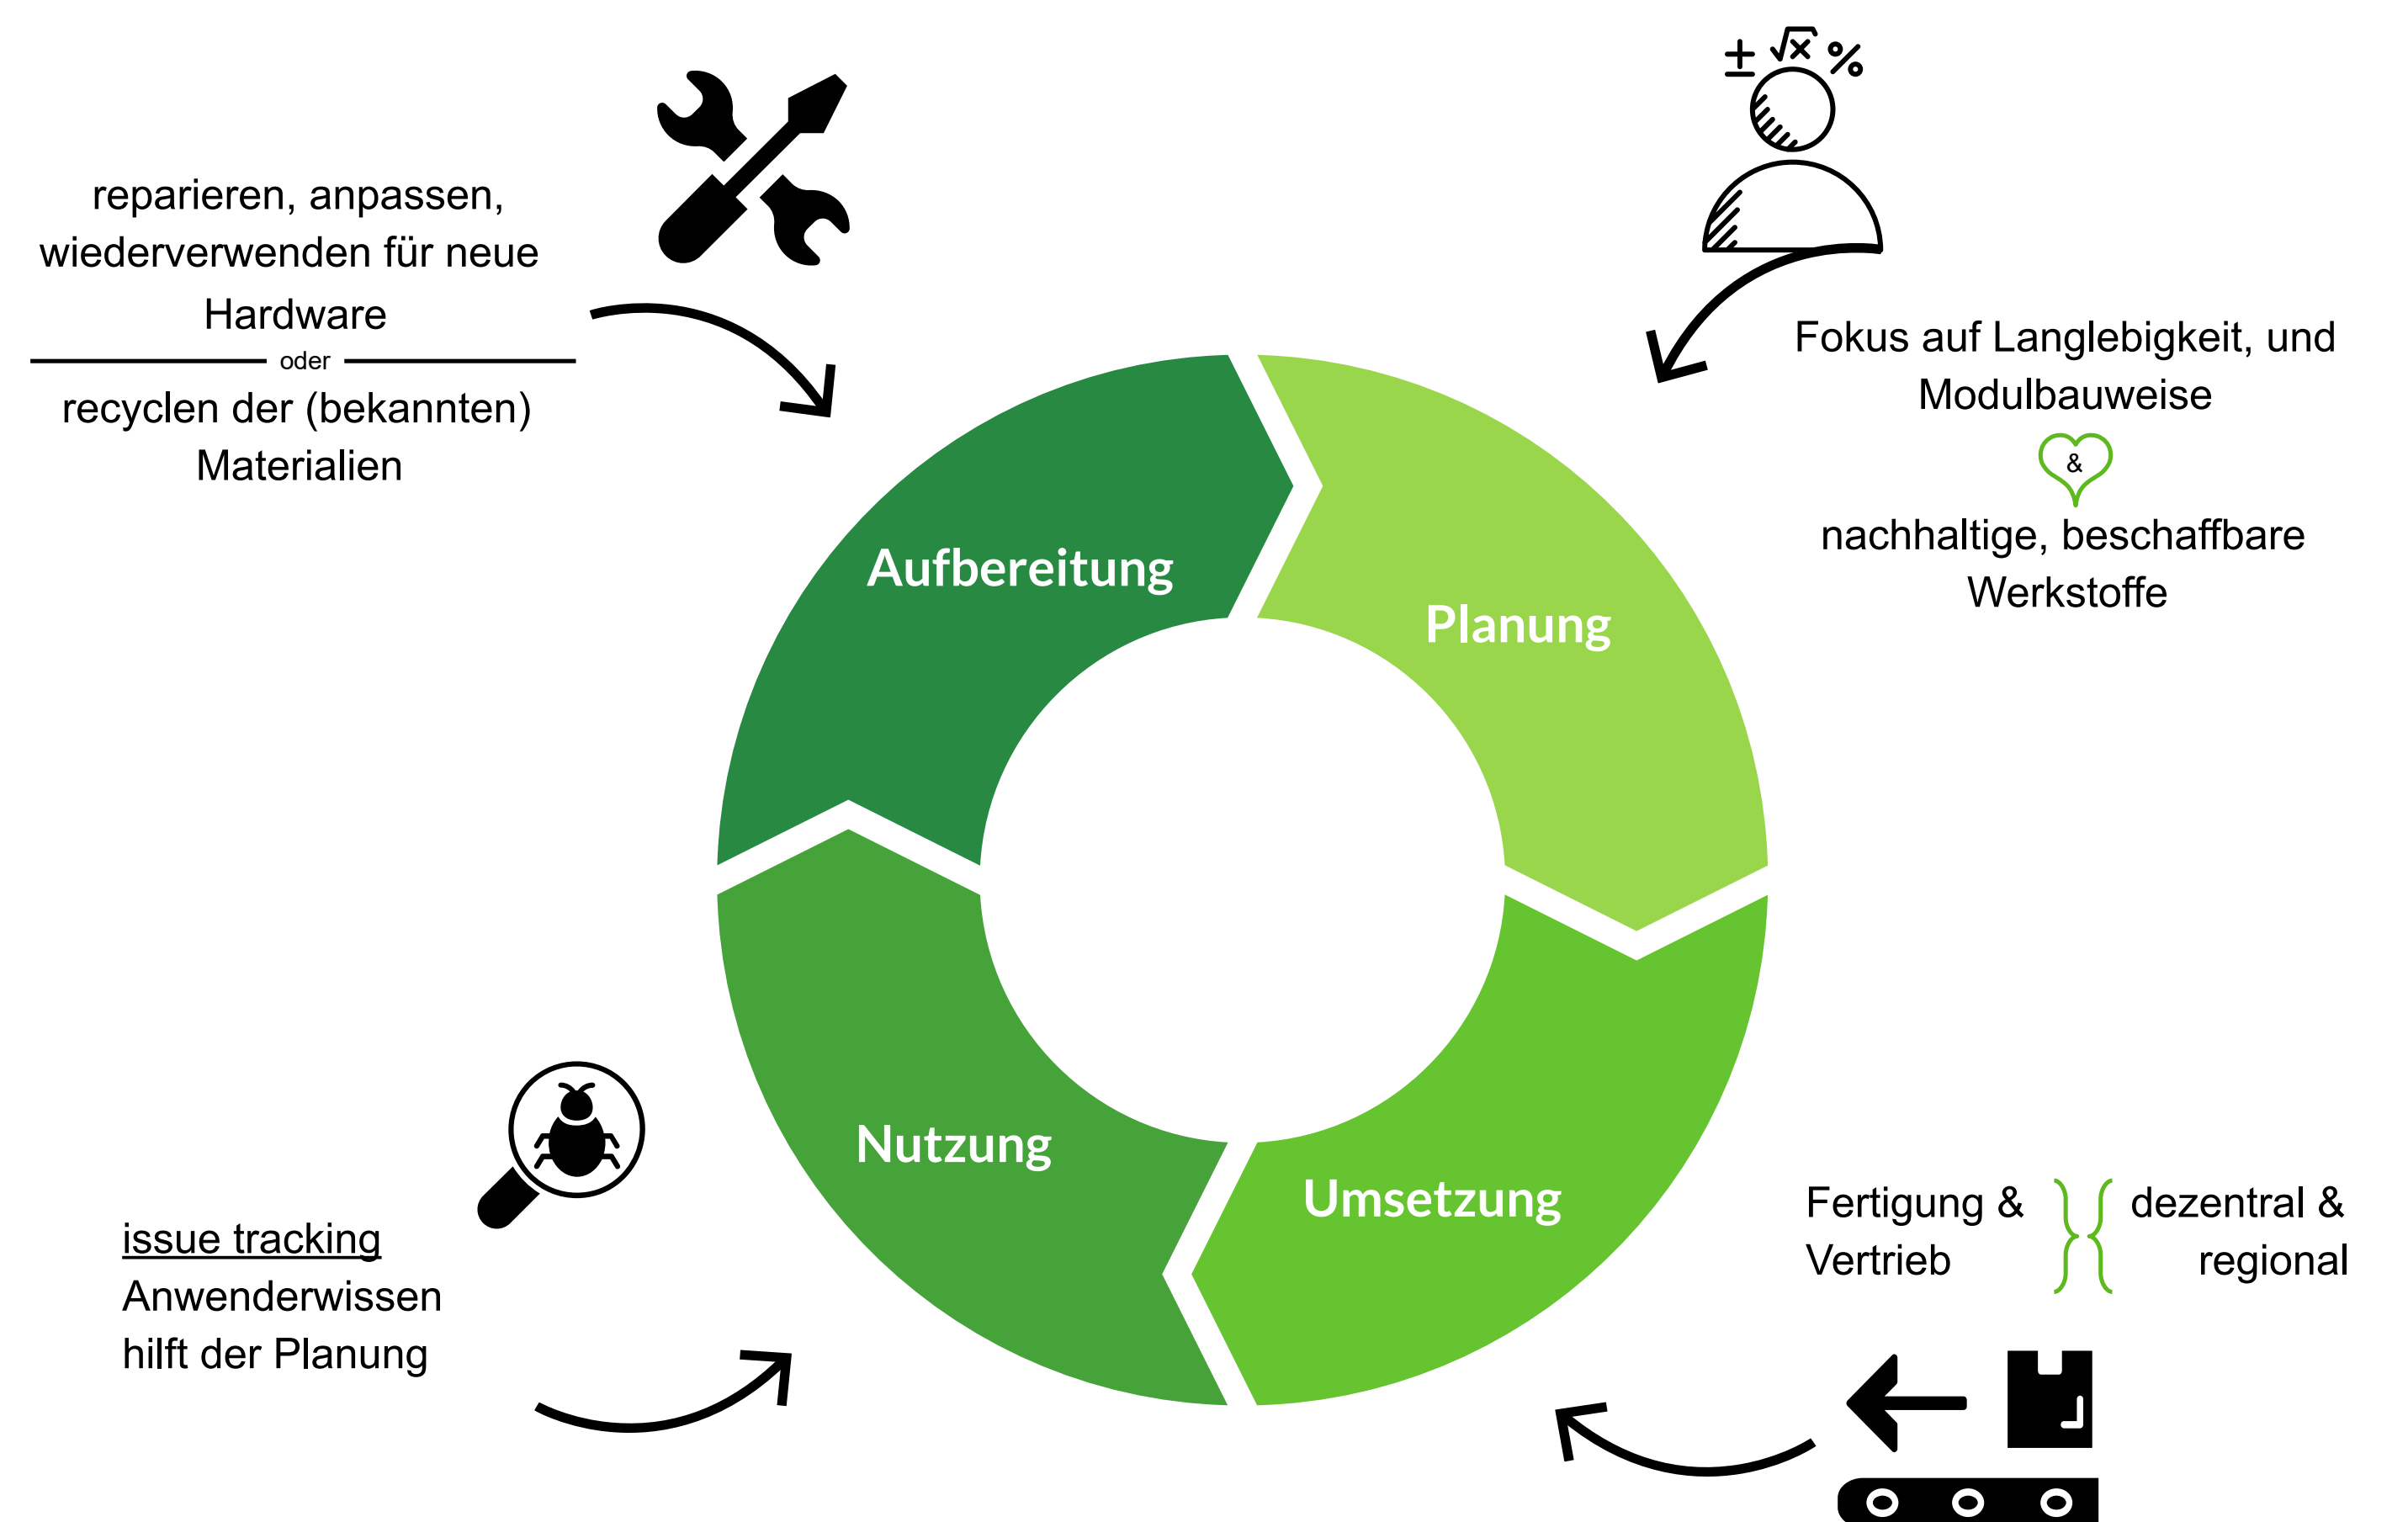 reparieren, anpassen,
wiederverwenden für neue
Hardware
oder
recyclen der (bekannten)
Materialien
± √x %
Fokus auf Langlebigkeit, und
Modulbauweise
&
nachhaltige, beschaffbare
Werkstoffe
Aufbereitung
Planung
Nutzung
Umsetzung
issue tracking
Anwenderwissen
hilft der Planung
Fertigung &
Vertrieb
dezentral &
regional